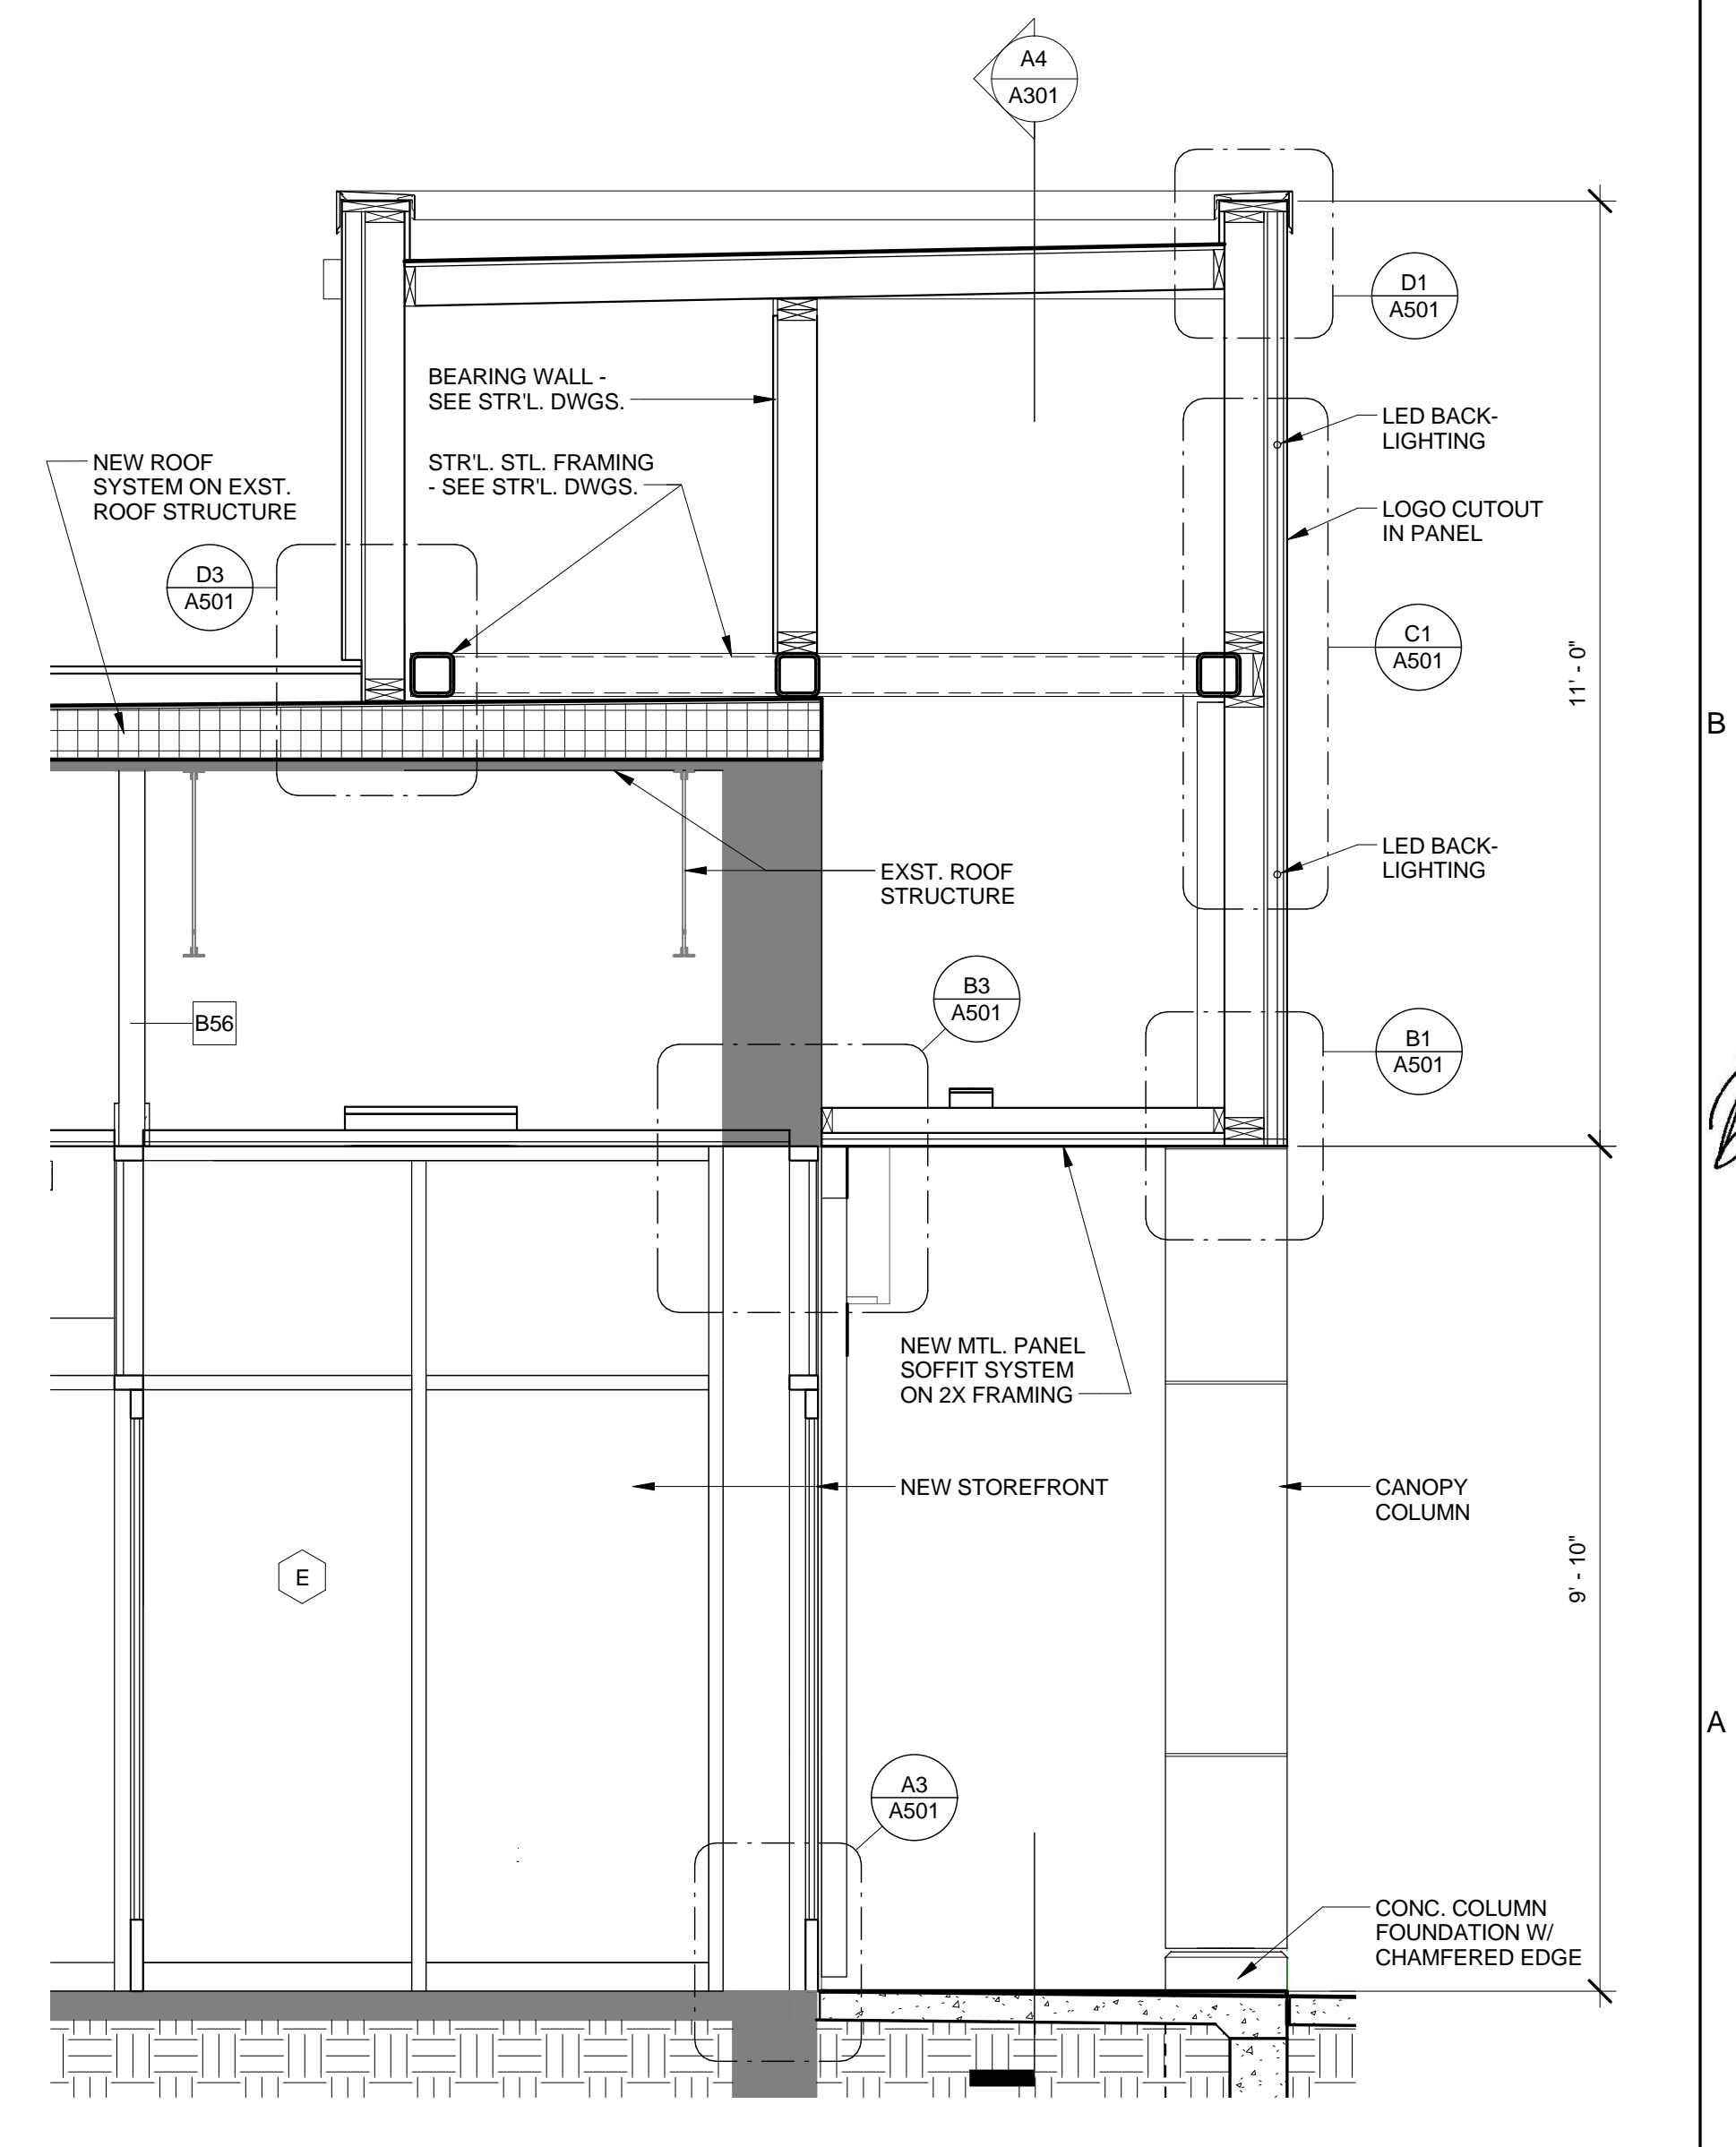 A4
A301
D1
A501
BEARING WALL -
SEE STR'L. DWGS.
LED BACK-
LIGHTING
NEW ROOF
SYSTEM ON EXST.
ROOF STRUCTURE
STR'L. STL. FRAMING
- SEE STR'L. DWGS.
LOGO CUTOUT
IN PANEL
D3
A501
C1
A501
11' - 0"
B
EXST. ROOF
STRUCTURE
LED BACK-
LIGHTING
B56
B3
A501
B1
A501
NEW MTL. PANEL
SOFFIT SYSTEM
ON 2X FRAMING
NEW STOREFRONT
CANOPY
COLUMN
E
9' - 10"
A
A3
A501
CONC. COLUMN
FOUNDATION W/
CHAMFERED EDGE